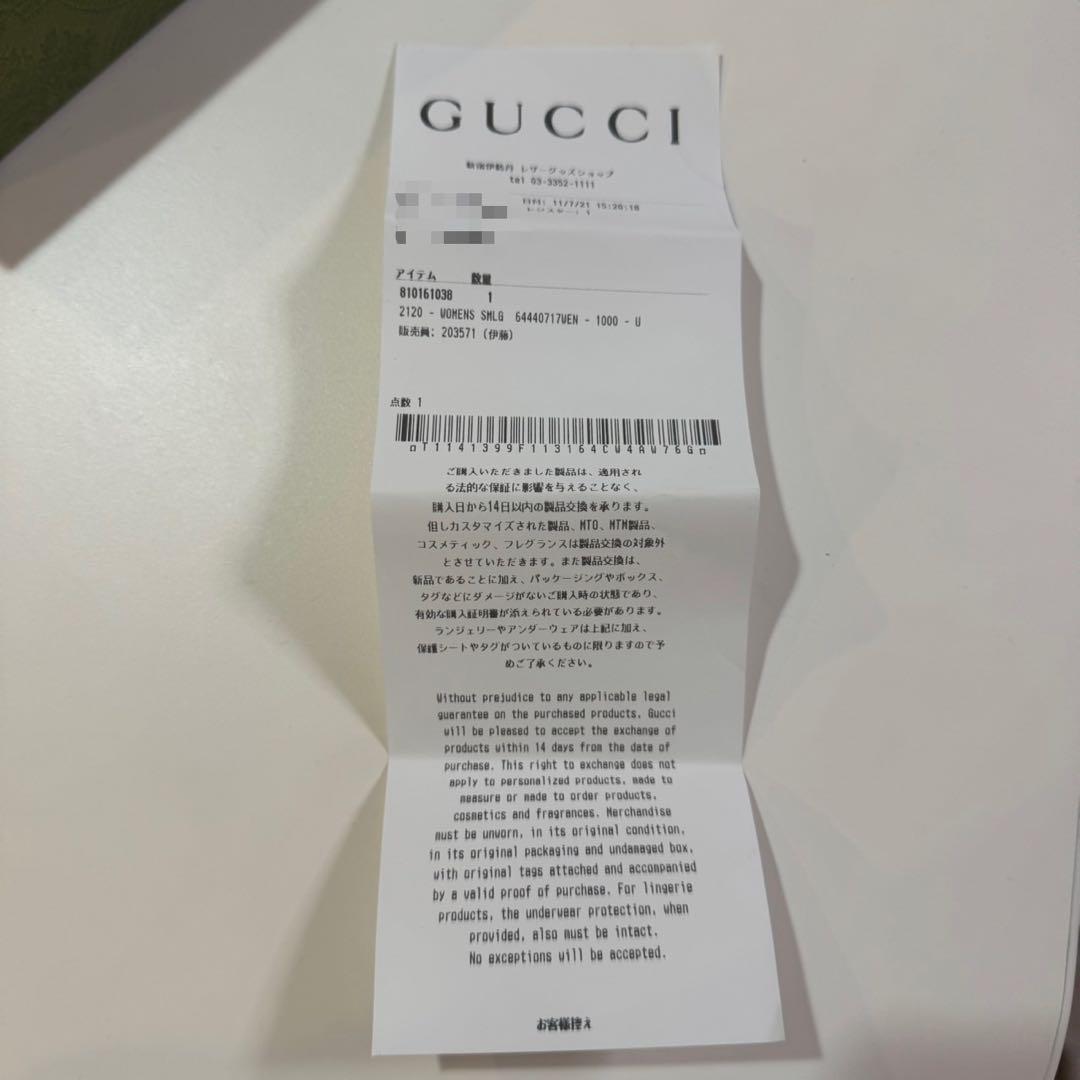 GUCCI
新宿伊勢丹 レザーグッズショップ
tel 03-3352-1111
日付: 11/7/21 15:20:18
レジスター: 1
アイテム 数量
810161038 1
2120 - WOMENS SMLG 64440717WEN - 1000 - U
販売員: 203571 (伊藤)
点数 1
T1141399F113164CW4AW76G
ご購入いただきました製品は、適用され
る法的な保証に影響を与えることなく、
購入日から14日以内の製品交換を承ります。
但しカスタマイズされた製品、MTO、MTM製品、
コスメティック、フレグランスは製品交換の対象外
とさせていただきます。また製品交換は、
新品であることに加え、パッケージングやボックス、
タグなどにダメージがないご購入時の状態であり、
有効な購入証明書が添えられている必要があります。
ランジェリーやアンダーウェアは上記に加え、
保護シートやタグがついているものに限りますので予
めご了承ください。
Without prejudice to any applicable legal
guarantee on the purchased products, Gucci
will be pleased to accept the exchange of
products within 14 days from the date of
purchase. This right to exchange does not
apply to personalized products, made to
measure or made to order products,
cosmetics and fragrances. Merchandise
must be unworn, in its original condition,
in its original packaging and undamaged box,
with original tags attached and accompanied
by a valid proof of purchase. For lingerie
products, the underwear protection, when
provided, also must be intact.
No exceptions will be accepted.
お客様控え